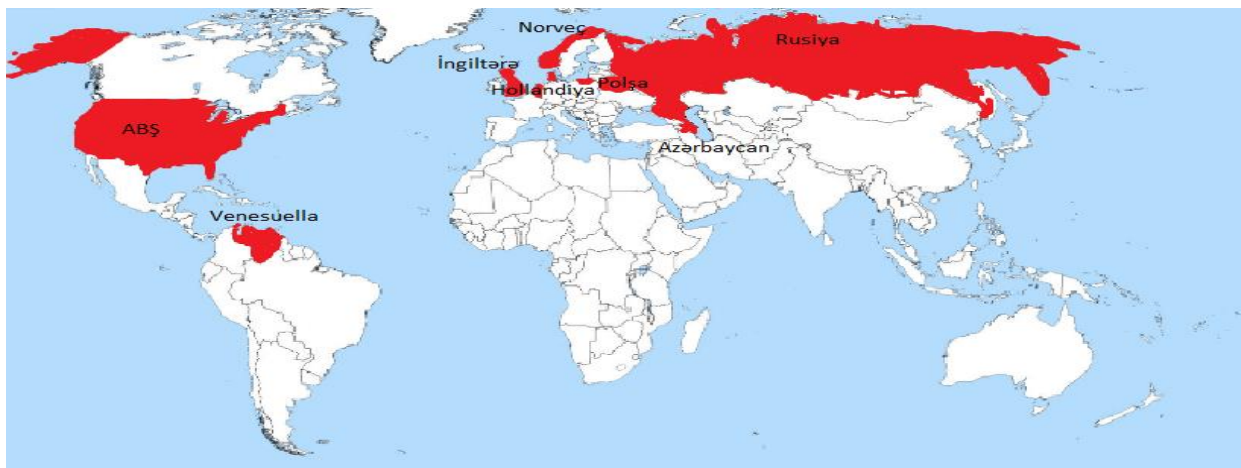 Norveç
Rusiya
İngiltərə
Hollandiya
Polşa
ABŞ
Azərbaycan
Venesuella